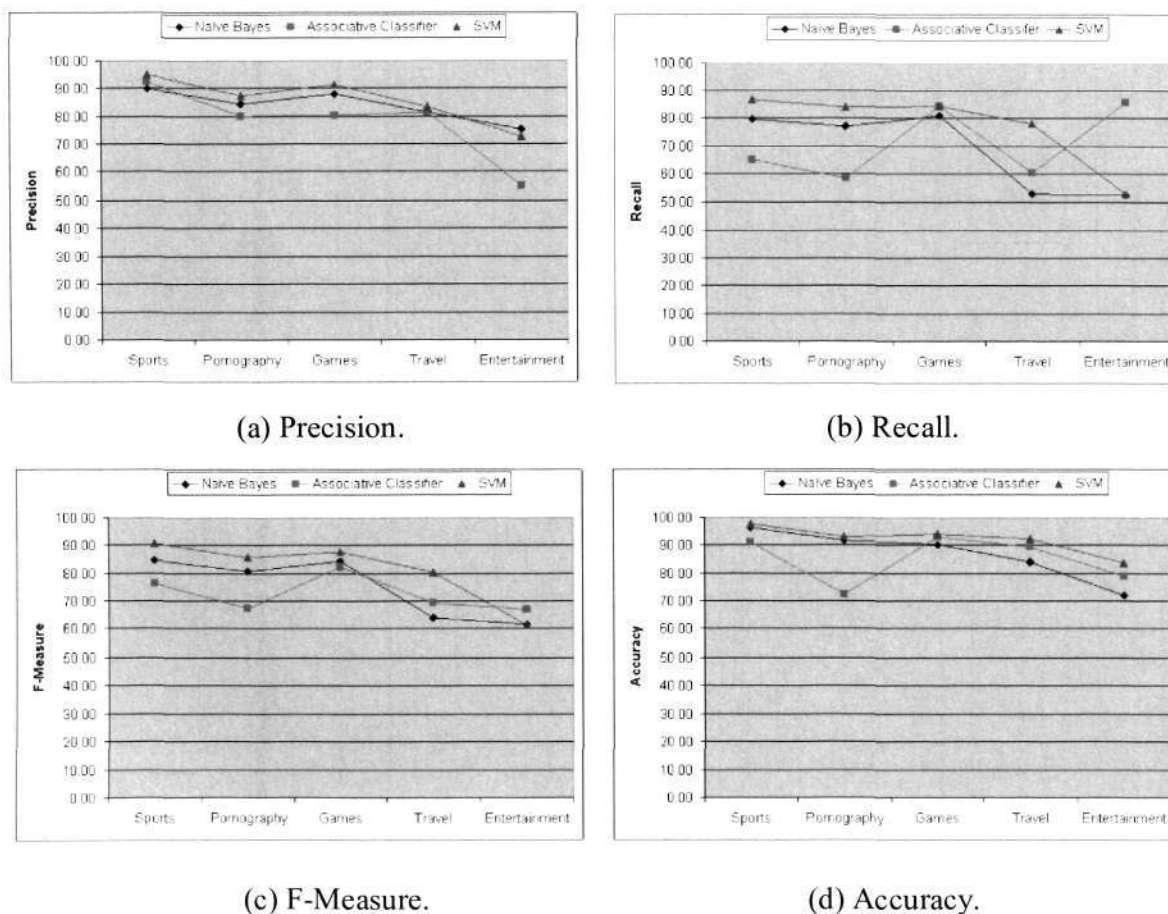 Naïve Bayes Associative Classifier SVM
100.00
90.00
80.00
70.00
60.00
50.00
40.00
30.00
20.00
10.00
0.00
Precision
Sports Pornography Games Travel Entertainment
(a) Precision.
Naïve Bayes Associative Classifer SVM
100.00
90.00
80.00
70.00
60.00
50.00
40.00
30.00
20.00
10.00
0.00
Recall
Sports Pornography Games Travel Entertainment
(b) Recall.
Naïve Bayes Associative Classifier SVM
100.00
90.00
80.00
70.00
60.00
50.00
40.00
30.00
20.00
10.00
0.00
F-Measure
Sports Pornography Games Travel Entertainment
(c) F-Measure.
Naïve Bayes Associative Classifier SVM
100.00
90.00
80.00
70.00
60.00
50.00
40.00
30.00
20.00
10.00
0.00
Accuracy
Sports Pornography Games Travel Entertainment
(d) Accuracy.